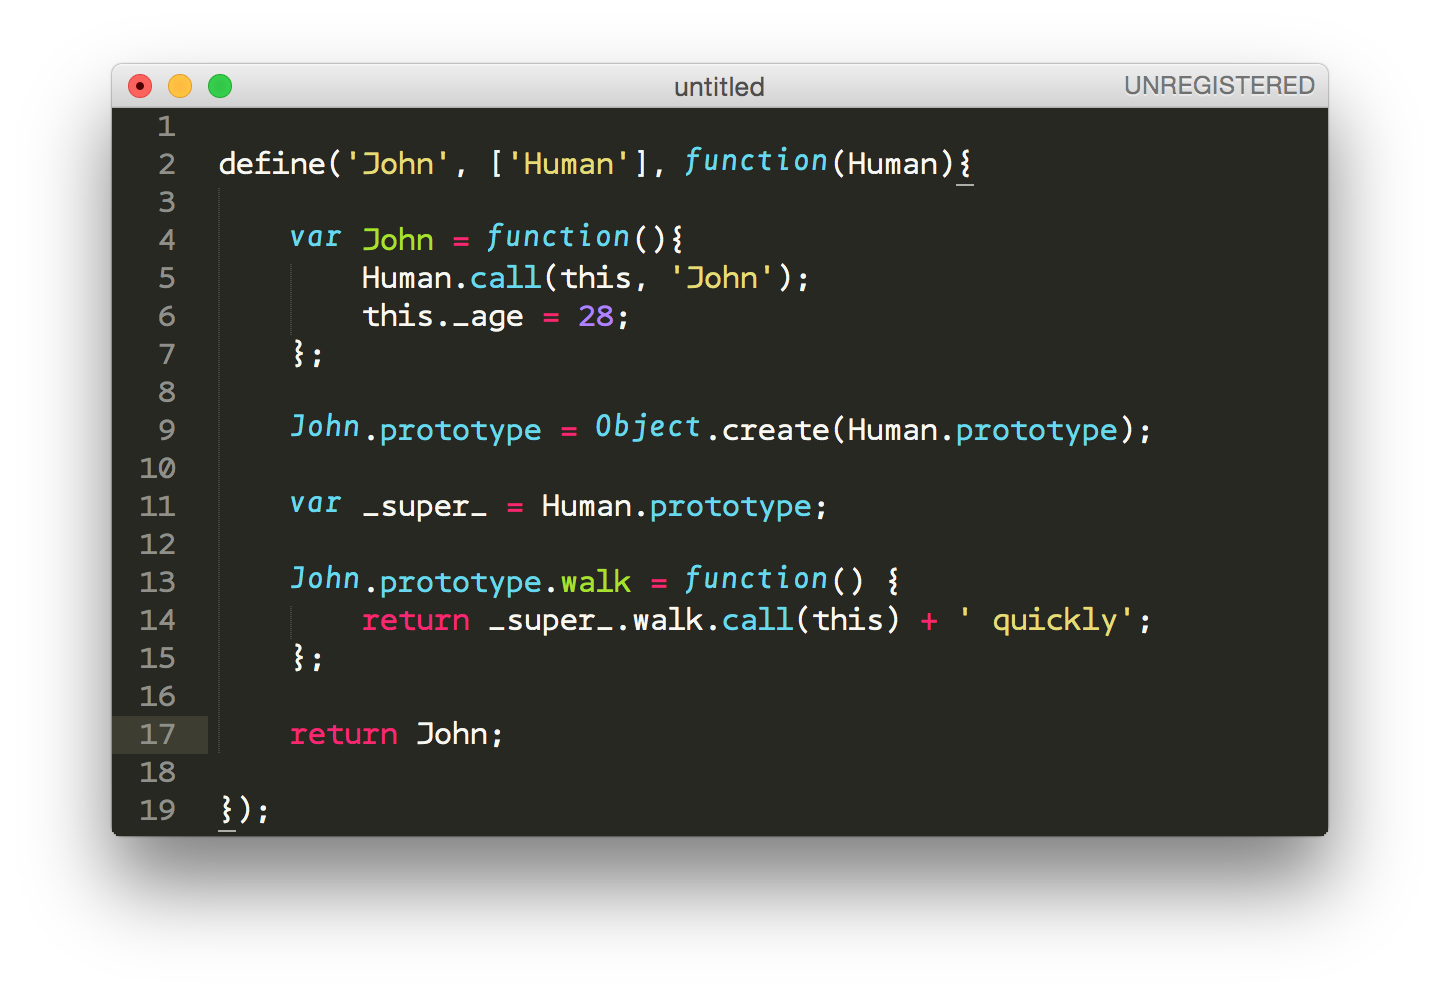 untitled UNREGISTERED
1
2 define('John', ['Human'], function(Human){
3
4     var John = function(){
5         Human.call(this, 'John');
6         this._age = 28;
7     };
8
9     John.prototype = Object.create(Human.prototype);
10
11     var _super_ = Human.prototype;
12
13     John.prototype.walk = function() {
14         return _super_.walk.call(this) + ' quickly';
15     };
16
17     return John;
18
19 });